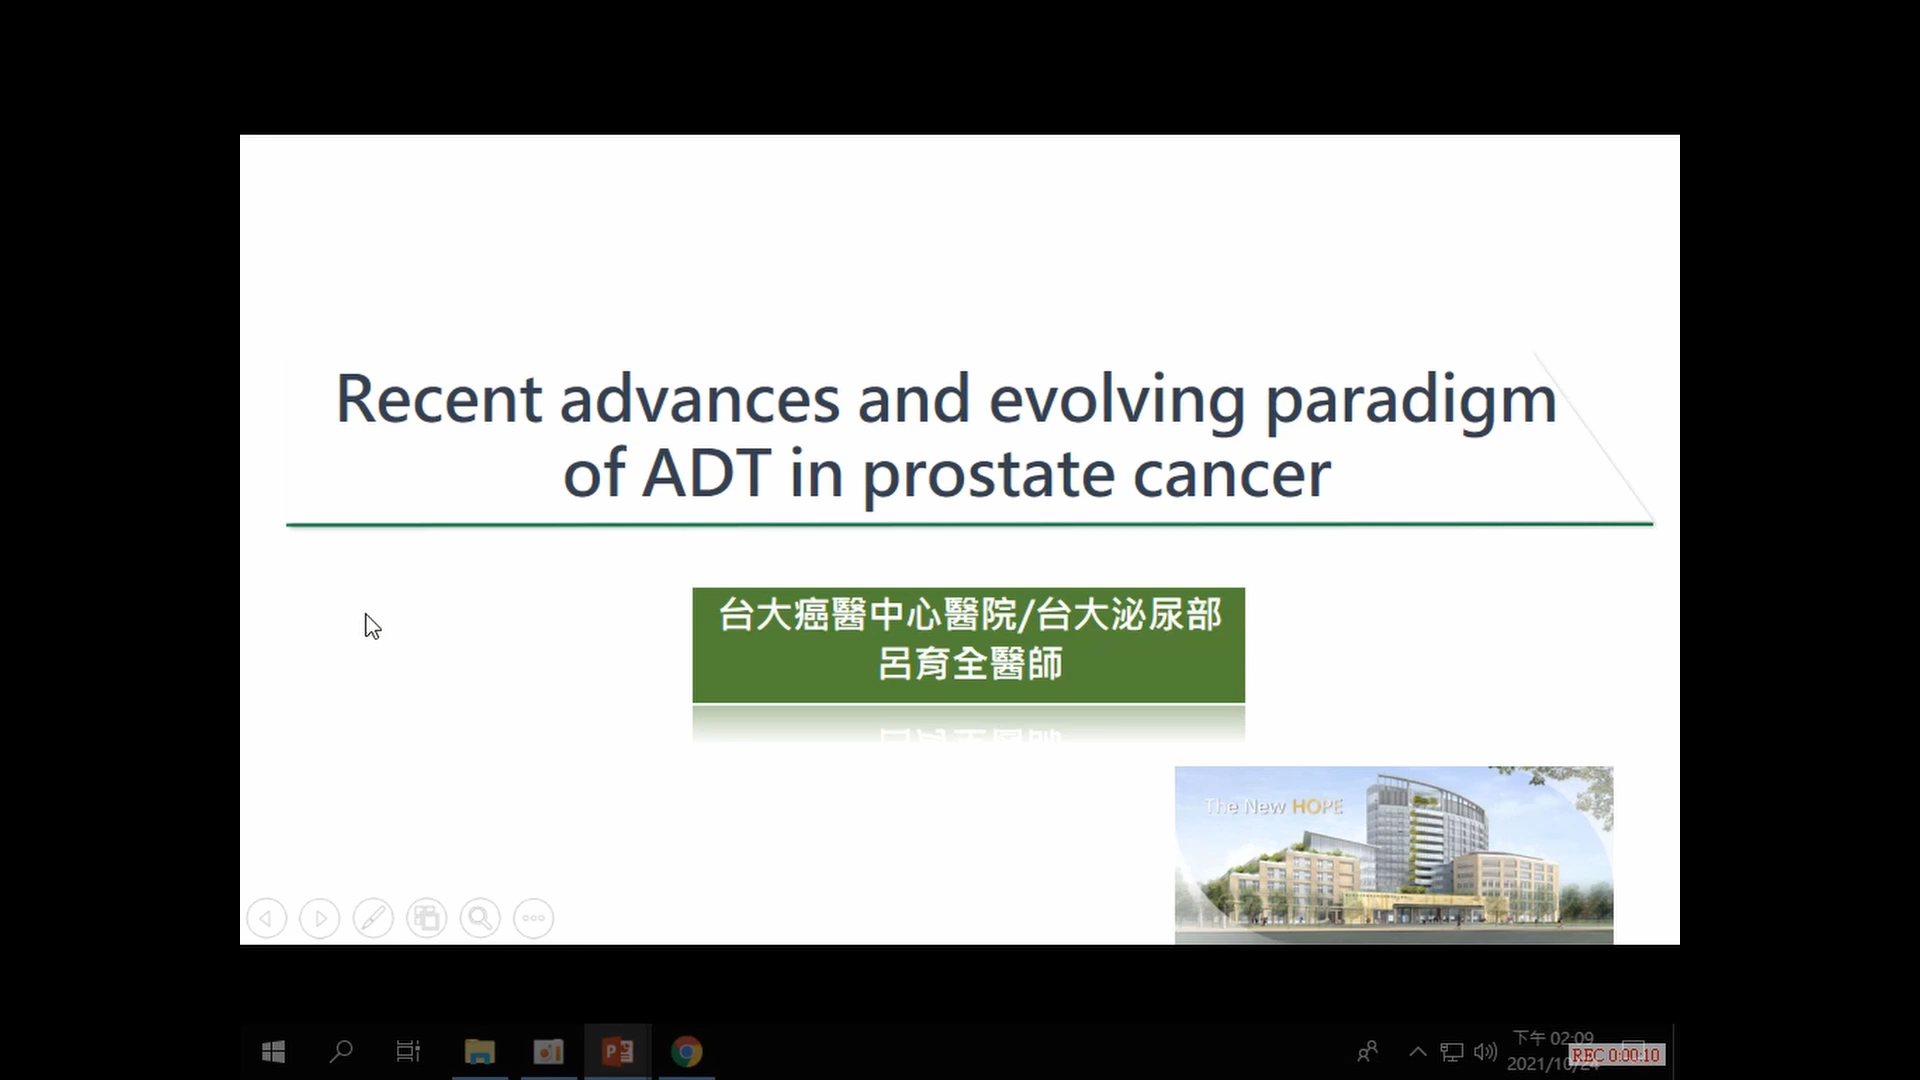 Recent advances and evolving paradigm
of ADT in prostate cancer
台大癌醫中心醫院/台大泌尿部
呂育全醫師
The New HOPE
下午 02:09
REC 0:00:10